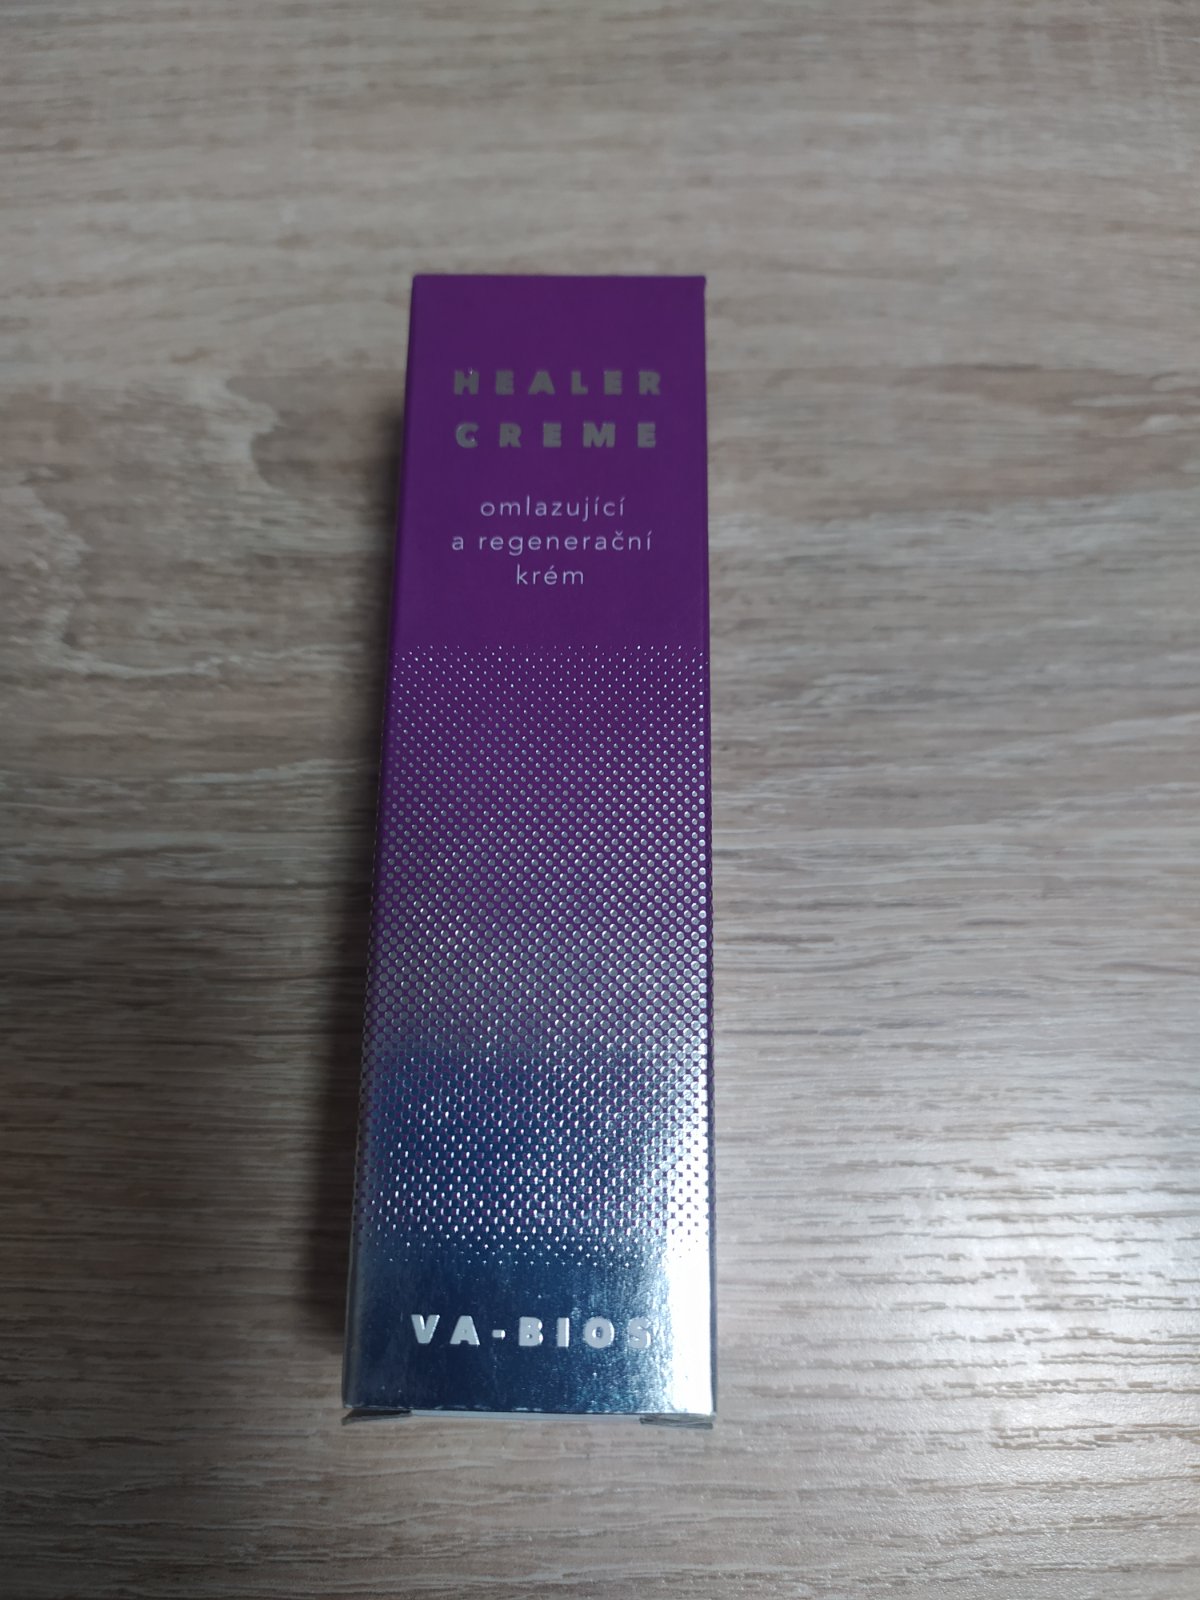 HEALER
CREME
omlazující
a regenerační
krém
VA-BIOS